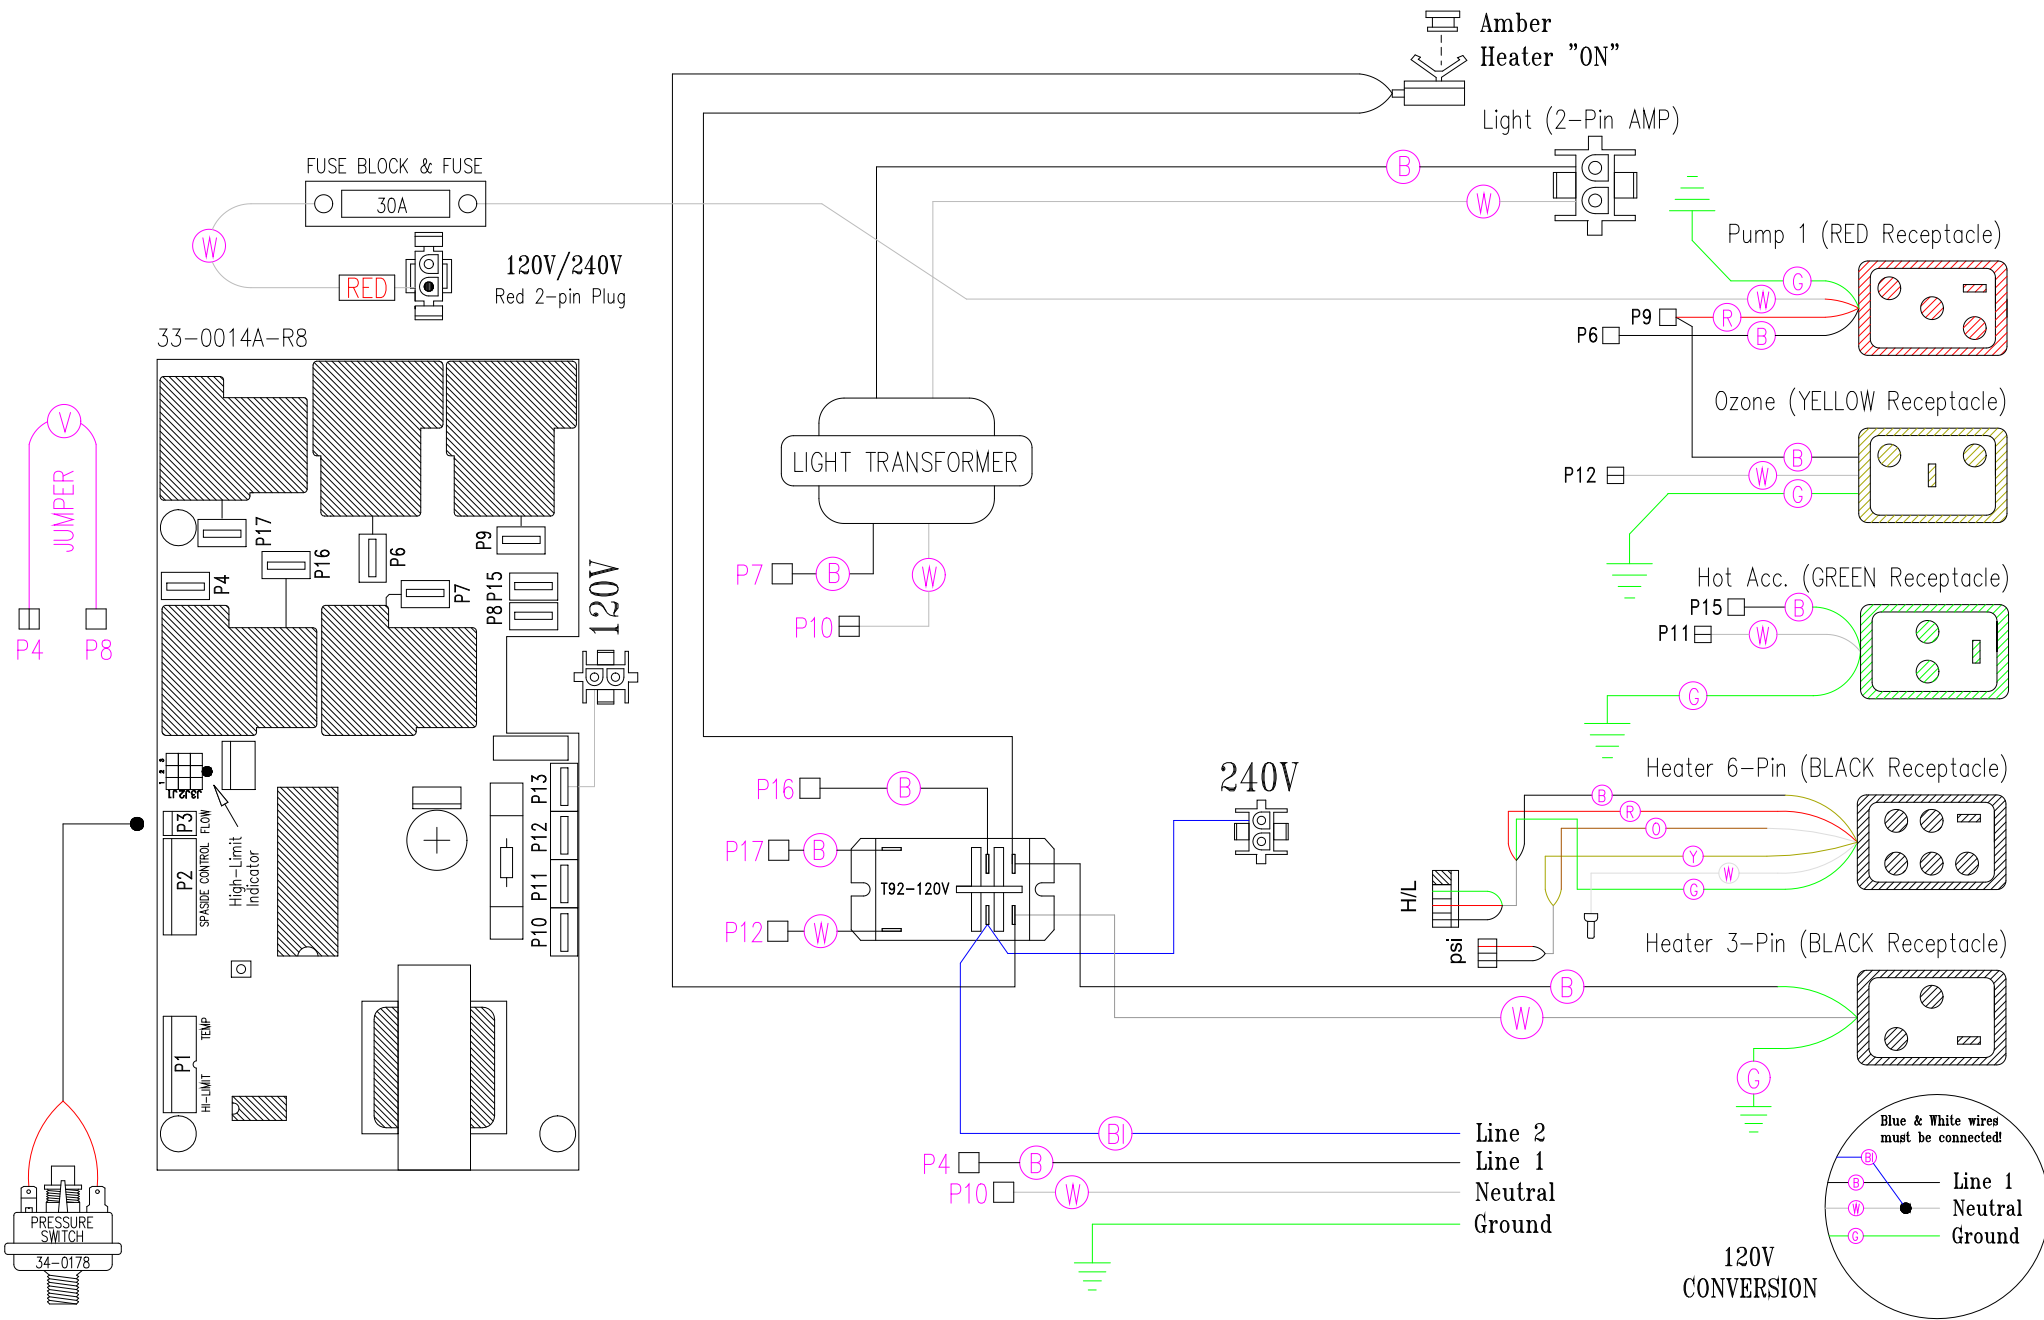 Amber
Heater "ON"
Light (2-Pin AMP)
B
W
FUSE BLOCK & FUSE
30A
W
RED
120V/240V
Red 2-pin Plug
Pump 1 (RED Receptacle)
G
W
P9
R
P6
B
33-0014A-R8
Ozone (YELLOW Receptacle)
B
P12
W
G
V
JUMPER
P4
P8
LIGHT TRANSFORMER
P7
B
W
P10
P17
P16
P6
P9
P4
P7
P15
P8
120V
Hot Acc. (GREEN Receptacle)
P15
B
P11
W
G
1 2 3
J3J2J1
P3
FLOW
P2
SPASIDE CONTROL
High-Limit
Indicator
P13
P12
P11
P10
P1
TEMP
HI-LIMIT
P16
B
P17
B
P12
W
T92-120V
240V
Heater 6-Pin (BLACK Receptacle)
B
R
O
Y
W
G
H/L
psi
Heater 3-Pin (BLACK Receptacle)
B
W
G
PRESSURE
SWITCH
34-0178
Bl
Line 2
P4
B
Line 1
P10
W
Neutral
Ground
Blue & White wires
must be connected!
Bl
B
Line 1
W
Neutral
G
Ground
120V
CONVERSION